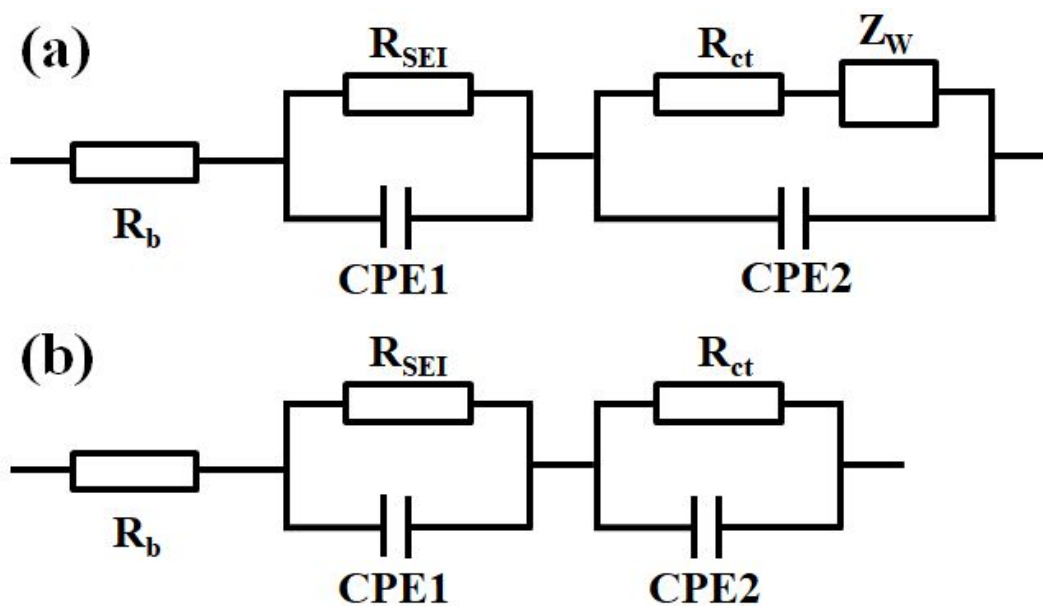 (a)
R_SEI
R_ct
Z_W
R_b
CPE1
CPE2
(b)
R_SEI
R_ct
R_b
CPE1
CPE2